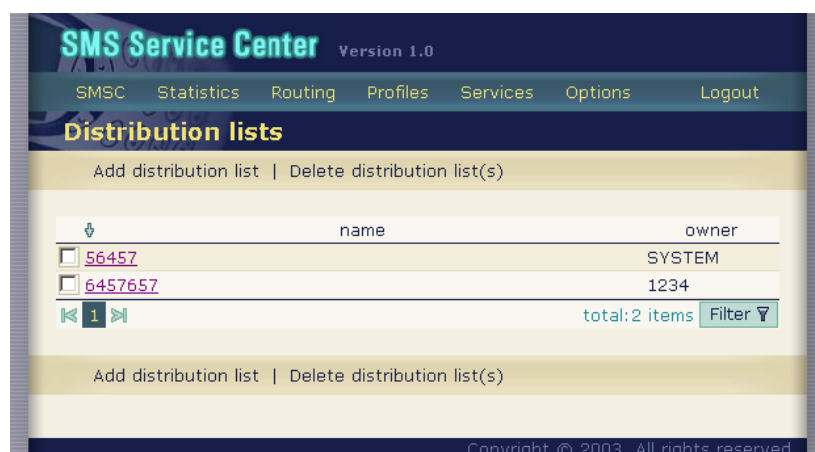 SMS Service Center Version 1.0
SMSC Statistics Routing Profiles Services Options Logout
Distribution lists
Add distribution list | Delete distribution list(s)
name owner
56457 SYSTEM
6457657 1234
1 total:2 items Filter
Add distribution list | Delete distribution list(s)
Copyright © 2003. All rights reserved